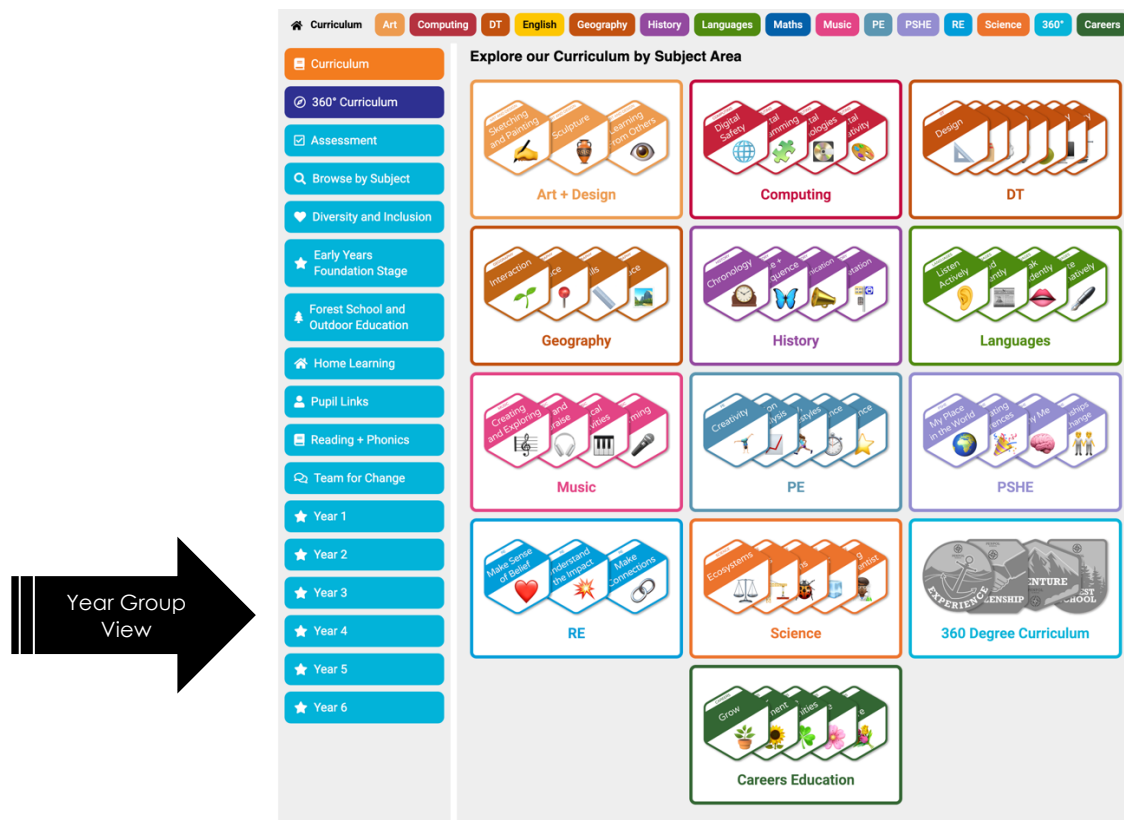 Curriculum
Art
Computing
DT
English
Geography
History
Languages
Maths
Music
PE
PSHE
RE
Science
360°
Careers
Curriculum
360° Curriculum
Assessment
Browse by Subject
Diversity and Inclusion
Early Years
Foundation Stage
Forest School and
Outdoor Education
Home Learning
Pupil Links
Reading + Phonics
Team for Change
Year 1
Year 2
Year 3
Year 4
Year 5
Year 6
Year Group
View
Explore our Curriculum by Subject Area
Sketching
and Painting
Sculpture
Learning
From Others
Art + Design
Digital
Safety
Computing
Design
DT
Interaction
Geography
Chronology
History
Listen
Actively
Languages
Creating
and Exploring
Music
Creativity
PE
My Place
in the World
PSHE
Make Sense
of Belief
Understand
the Impact
Make
Connections
RE
Ecosystems
Science
EXPERIENCE
360 Degree Curriculum
Grow
Careers Education